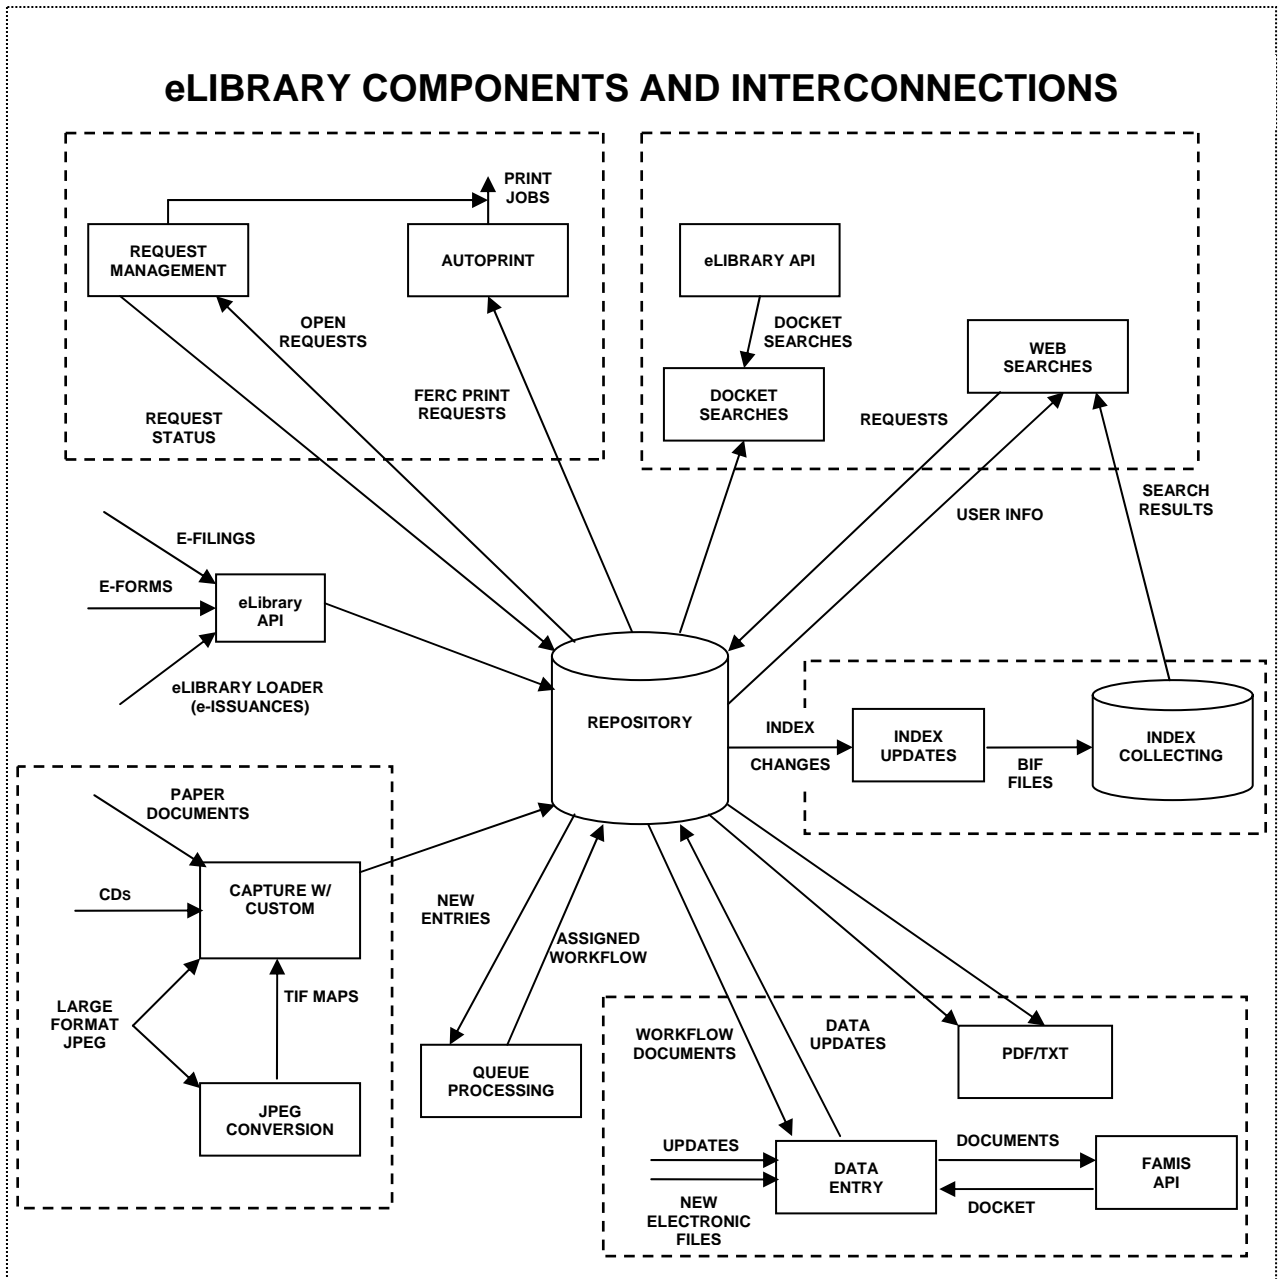 eLIBRARY COMPONENTS AND INTERCONNECTIONS
PRINT
JOBS
REQUEST
MANAGEMENT
AUTOPRINT
OPEN
REQUESTS
FERC PRINT
REQUESTS
REQUEST
STATUS
eLIBRARY API
DOCKET
SEARCHES
DOCKET
SEARCHES
WEB
SEARCHES
REQUESTS
USER INFO
SEARCH
RESULTS
E-FILINGS
E-FORMS
eLibrary
API
eLIBRARY LOADER
(e-ISSUANCES)
REPOSITORY
INDEX
CHANGES
INDEX
UPDATES
BIF
FILES
INDEX
COLLECTING
PAPER
DOCUMENTS
CDs
CAPTURE W/
CUSTOM
TIF MAPS
LARGE
FORMAT
JPEG
JPEG
CONVERSION
NEW
ENTRIES
ASSIGNED
WORKFLOW
QUEUE
PROCESSING
WORKFLOW
DOCUMENTS
DATA
UPDATES
PDF/TXT
UPDATES
NEW
ELECTRONIC
FILES
DATA
ENTRY
DOCUMENTS
DOCKET
FAMIS
API